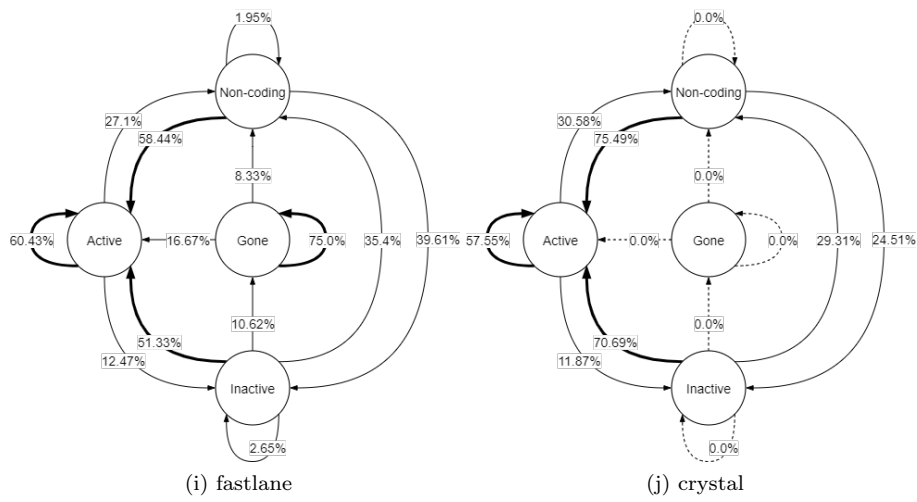 1.95%
0.0%
Non-coding
Non-coding
27.1%
30.58%
58.44%
75.49%
8.33%
0.0%
60.43%
Active
16.67%
Gone
75.0%
35.4%
39.61%
57.55%
Active
0.0%
Gone
0.0%
29.31%
24.51%
10.62%
0.0%
51.33%
70.69%
12.47%
11.87%
Inactive
Inactive
2.65%
0.0%
(i) fastlane
(j) crystal